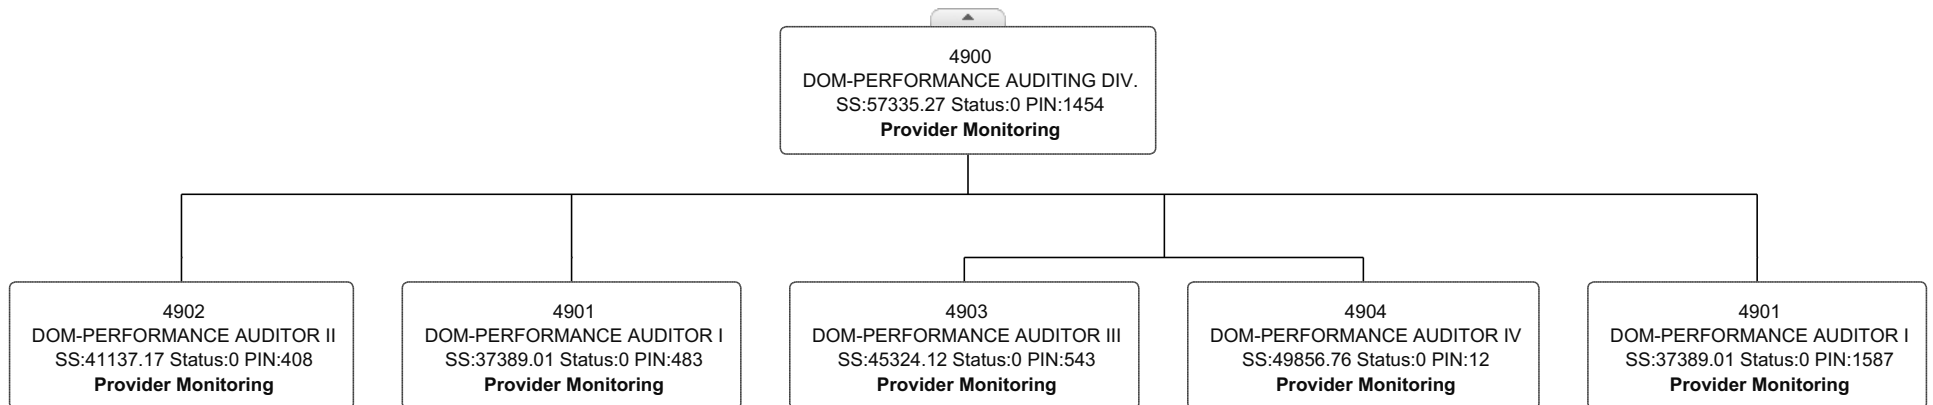 4900
DOM-PERFORMANCE AUDITING DIV.
SS:57335.27 Status:0 PIN:1454
Provider Monitoring
4902
DOM-PERFORMANCE AUDITOR II
SS:41137.17 Status:0 PIN:408
Provider Monitoring
4901
DOM-PERFORMANCE AUDITOR I
SS:37389.01 Status:0 PIN:483
Provider Monitoring
4903
DOM-PERFORMANCE AUDITOR III
SS:45324.12 Status:0 PIN:543
Provider Monitoring
4904
DOM-PERFORMANCE AUDITOR IV
SS:49856.76 Status:0 PIN:12
Provider Monitoring
4901
DOM-PERFORMANCE AUDITOR I
SS:37389.01 Status:0 PIN:1587
Provider Monitoring